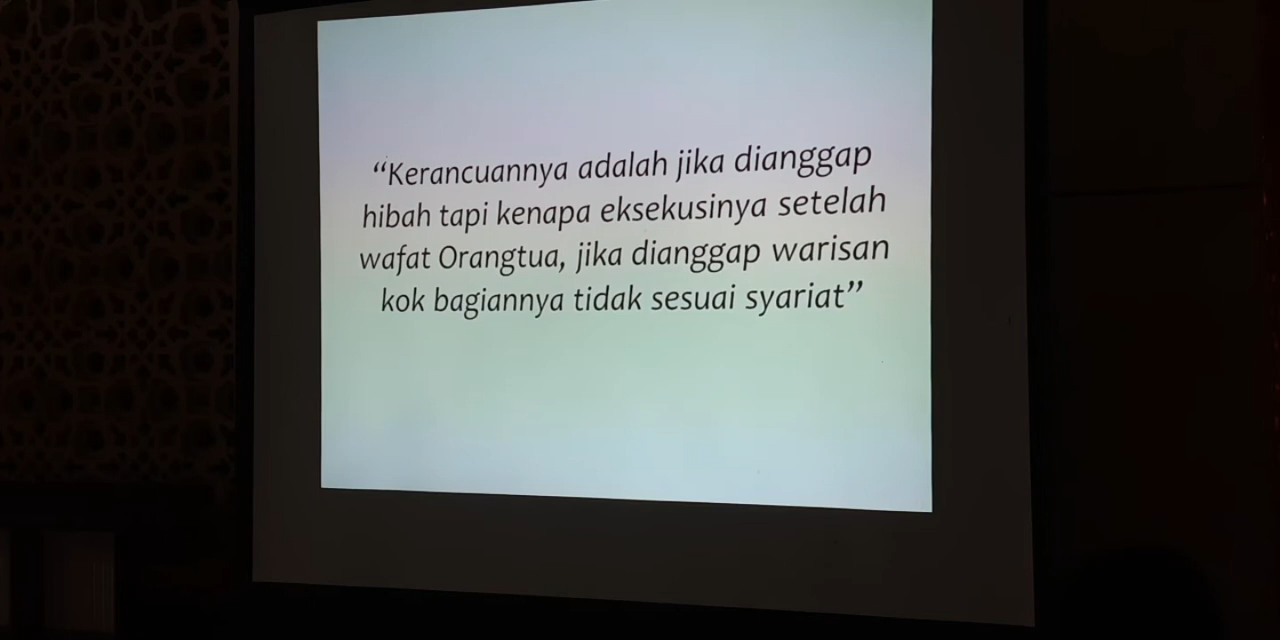 “Kerancuannya adalah jika dianggap
hibah tapi kenapa eksekusinya setelah
wafat Orangtua, jika dianggap warisan
kok bagiannya tidak sesuai syariat”